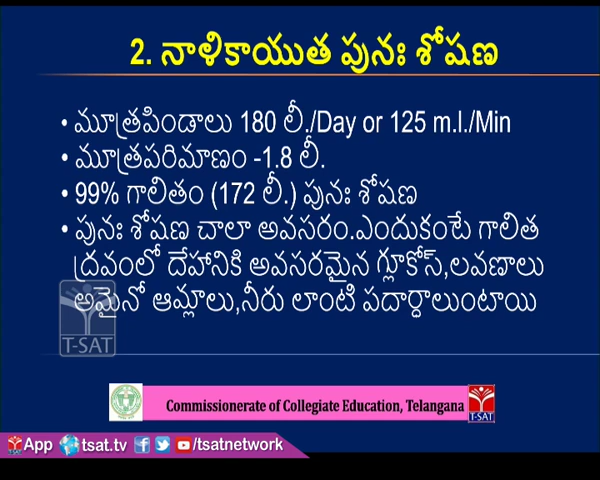 2. నాళికాయుత పునః శోషణ
• మూత్రపిండాలు 180 లీ./Day or 125 m.l./Min
• మూత్రపరిమాణం -1.8 లీ.
• 99% గాలితం (172 లీ.) పునః శోషణ
• పునః శోషణ చాలా అవసరం.ఎందుకంటే గాలిత
ద్రవంలో దేహానికి అవసరమైన గ్లూకోస్,లవణాలు
అమైనో ఆమ్లాలు,నీరు లాంటి పదార్ధాలుంటాయి
T-SAT
Commissionerate of Collegiate Education, Telangana
T-SAT
App tsat.tv /tsatnetwork